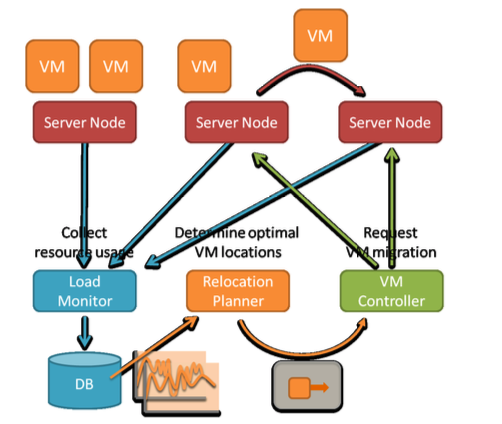 VM
VM
VM
VM
Server Node
Server Node
Server Node
Collect
resource usage
Determine optimal
VM locations
Request
VM migration
Load
Monitor
Relocation
Planner
VM
Controller
DB